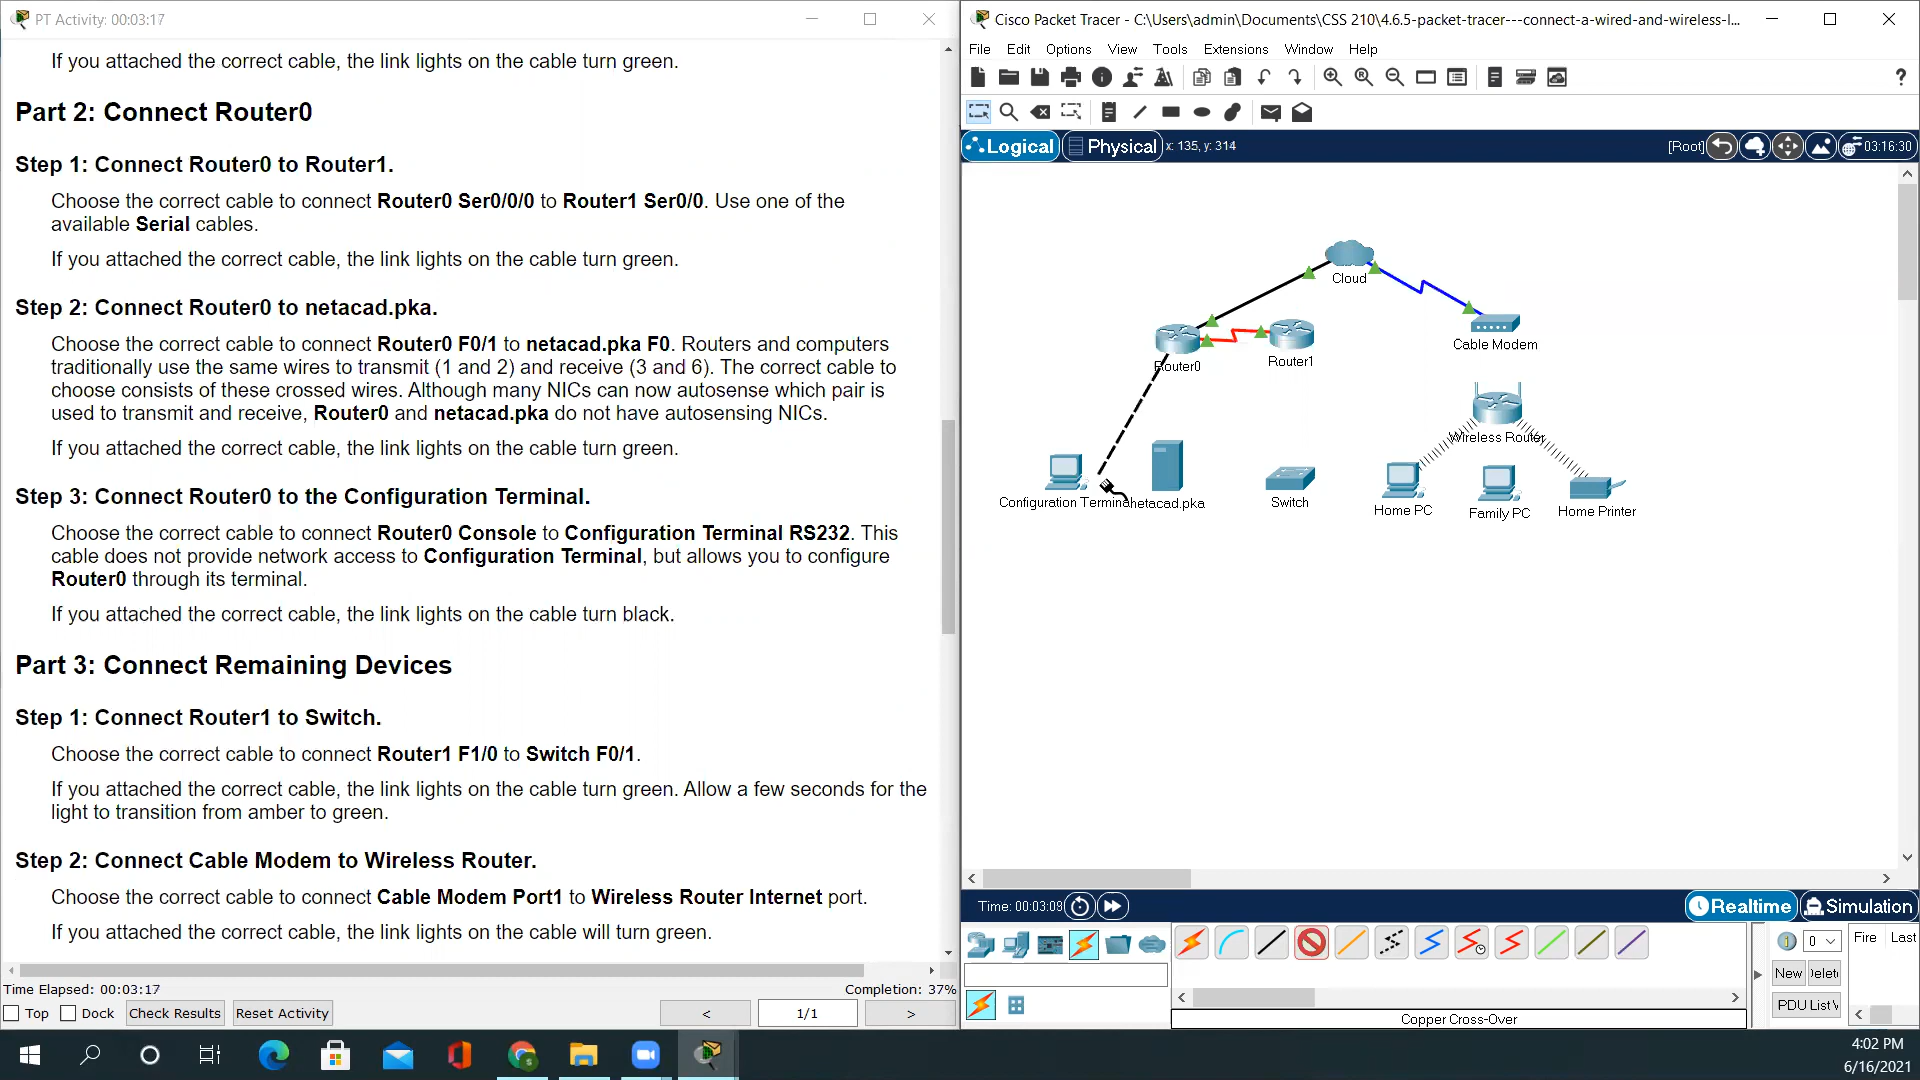 PT Activity: 00:03:17
If you attached the correct cable, the link lights on the cable turn green.
Part 2: Connect Router0
Step 1: Connect Router0 to Router1.
Choose the correct cable to connect Router0 Ser0/0/0 to Router1 Ser0/0. Use one of the
available Serial cables.
If you attached the correct cable, the link lights on the cable turn green.
Step 2: Connect Router0 to netacad.pka.
Choose the correct cable to connect Router0 F0/1 to netacad.pka F0. Routers and computers
traditionally use the same wires to transmit (1 and 2) and receive (3 and 6). The correct cable to
choose consists of these crossed wires. Although many NICs can now autosense which pair is
used to transmit and receive, Router0 and netacad.pka do not have autosensing NICs.
If you attached the correct cable, the link lights on the cable turn green.
Step 3: Connect Router0 to the Configuration Terminal.
Choose the correct cable to connect Router0 Console to Configuration Terminal RS232. This
cable does not provide network access to Configuration Terminal, but allows you to configure
Router0 through its terminal.
If you attached the correct cable, the link lights on the cable turn black.
Part 3: Connect Remaining Devices
Step 1: Connect Router1 to Switch.
Choose the correct cable to connect Router1 F1/0 to Switch F0/1.
If you attached the correct cable, the link lights on the cable turn green. Allow a few seconds for the
light to transition from amber to green.
Step 2: Connect Cable Modem to Wireless Router.
Choose the correct cable to connect Cable Modem Port1 to Wireless Router Internet port.
If you attached the correct cable, the link lights on the cable will turn green.
Time Elapsed: 00:03:17
Completion: 37%
Top
Dock
Check Results
Reset Activity
<
1/1
>
Cisco Packet Tracer - C:\Users\admin\Documents\CSS 210\4.6.5-packet-tracer---connect-a-wired-and-wireless-l...
File Edit Options View Tools Extensions Window Help
?
Logical
Physical
x: 135, y: 314
[Root]
03:16:30
Cloud
Cable Modem
Router0
Router1
Wireless Router
Configuration Terminal
netacad.pka
Switch
Home PC
Family PC
Home Printer
Time: 00:03:09
Realtime
Simulation
0
Fire
Last
New
Delet
PDU List
Copper Cross-Over
4:02 PM
6/16/2021